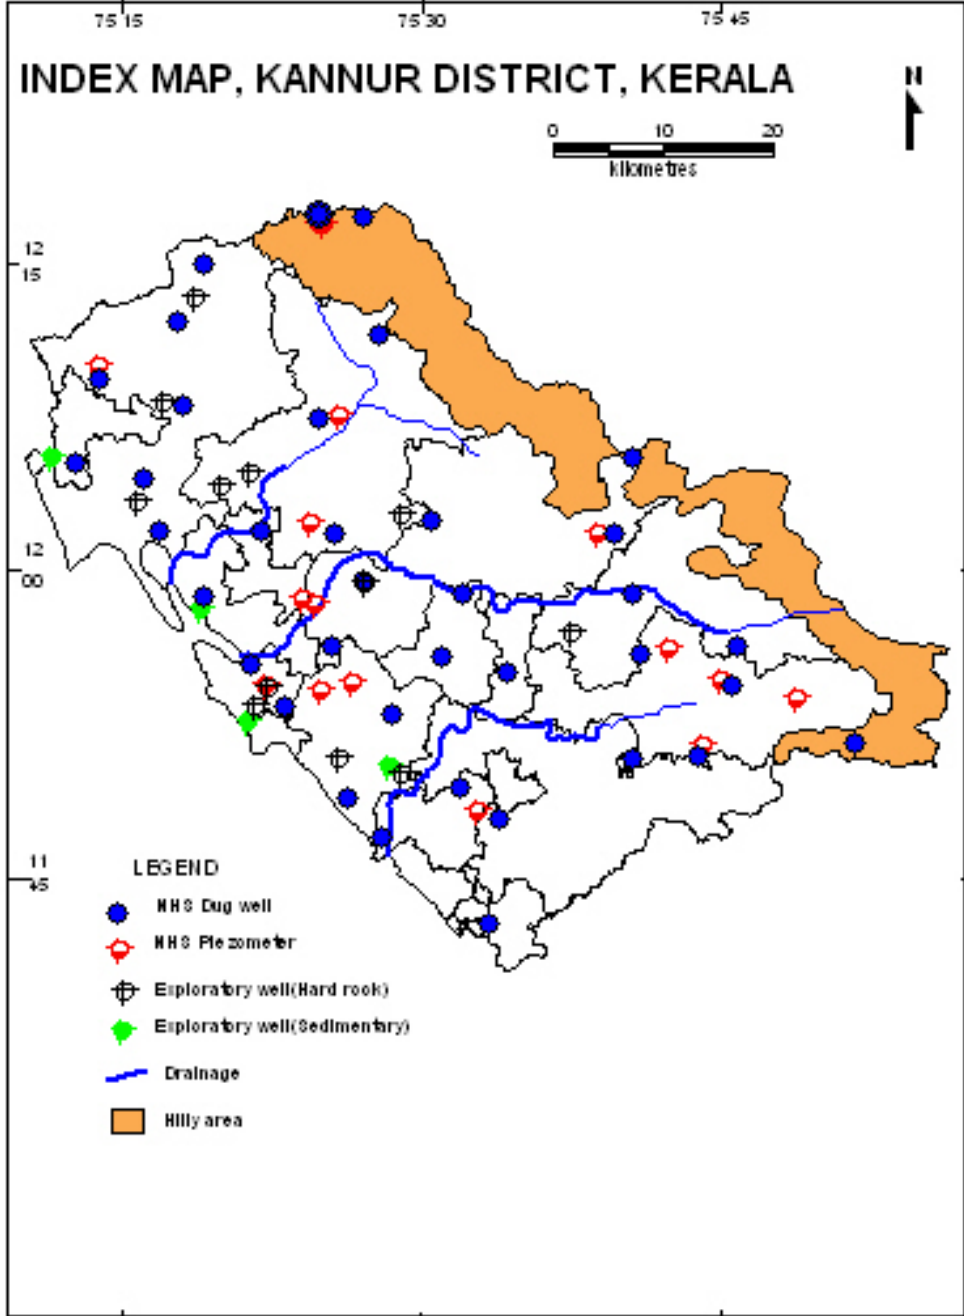 75 15
75 30
75 45
INDEX MAP, KANNUR DISTRICT, KERALA
N
0 10 20
kilometres
12
15
12
00
11
45
LEGEND
NHS Dug well
NHS Piezometer
Exploratory well(Hard rock)
Exploratory well(Sedimentary)
Drainage
Hilly area